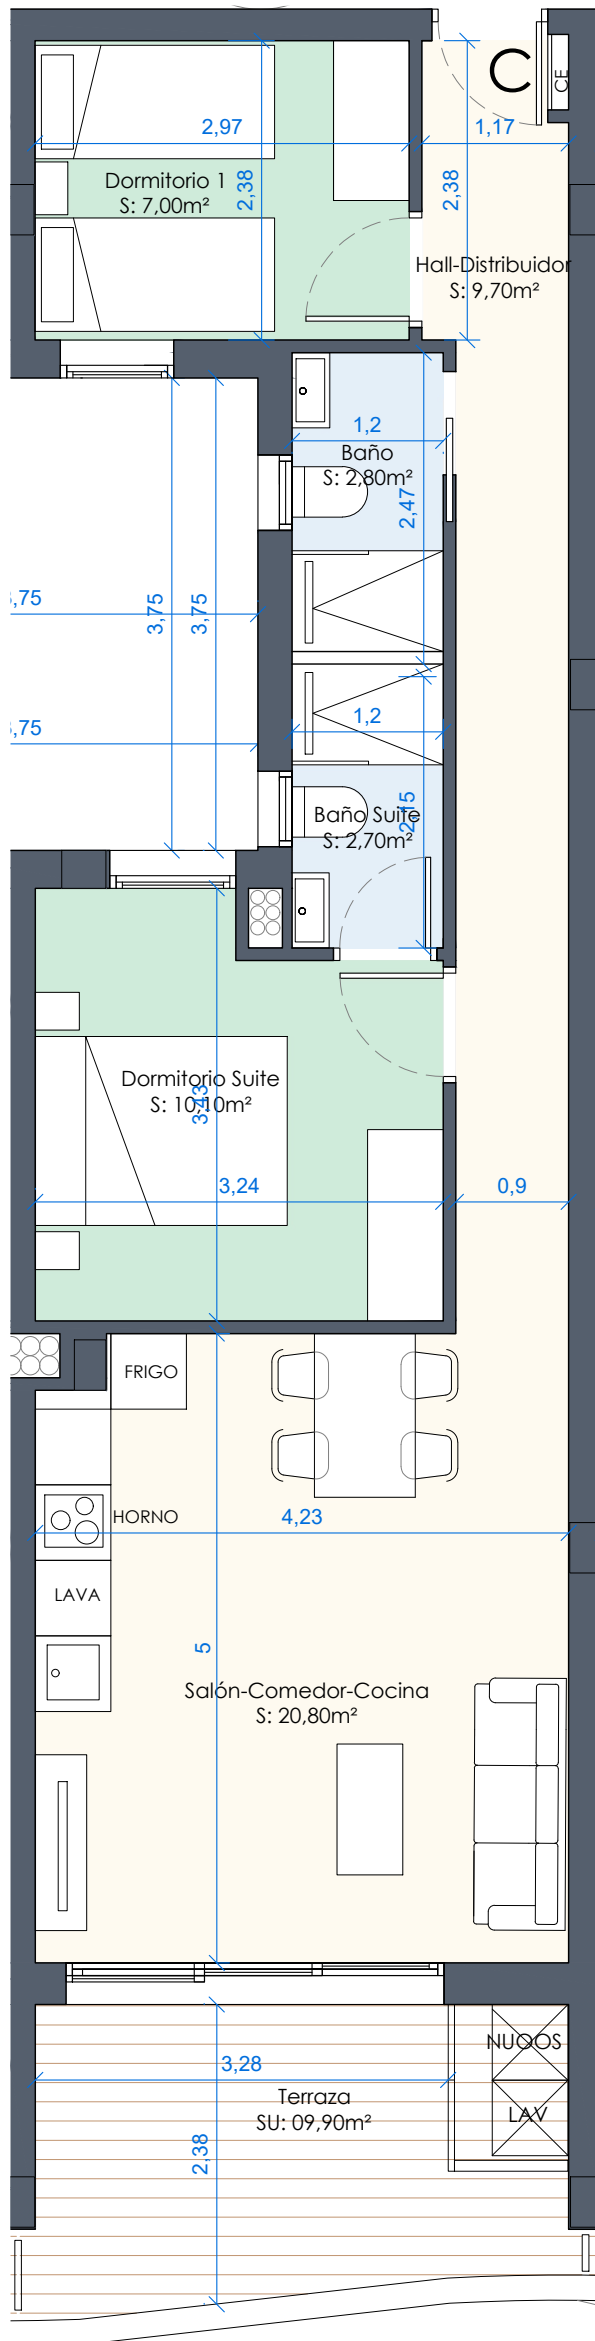 C
CE
2,97
1,17
Dormitorio 1
S: 7,00m²
2,38
2,38
Hall-Distribuidor
S: 9,70m²
1,2
Baño
S: 2,80m²
2,47
3,75
3,75
3,75
3,75
1,2
Baño Suite
S: 2,70m²
2,15
Dormitorio Suite
S: 10,10m²
3,43
3,24
0,9
FRIGO
HORNO
4,23
LAVA
5
Salón-Comedor-Cocina
S: 20,80m²
NUOOS
3,28
Terraza
SU: 09,90m²
LAV
2,38